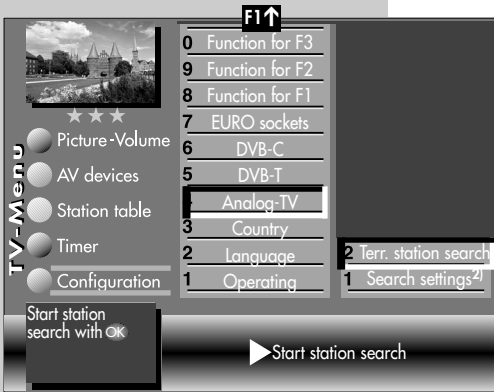 F1↑
0 Function for F3
9 Function for F2
8 Function for F1
7 EURO sockets
6 DVB-C
5 DVB-T
Analog-TV
3 Country
2 Language
1 Operating
TV-Menu
Picture-Volume
AV devices
Station table
Timer
Configuration
2 Terr. station search
1 Search settings2)
Start station
search with OK
Start station search